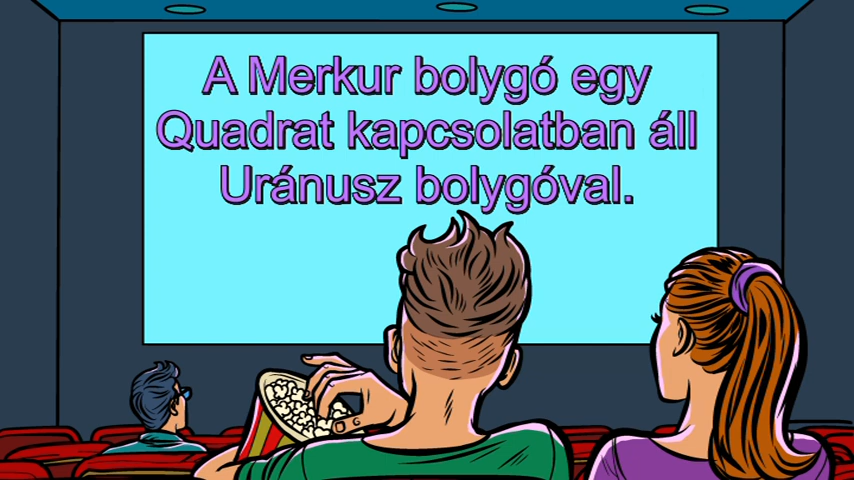 A Merkur bolygó egy
Quadrat kapcsolatban áll
Uránusz bolygóval.